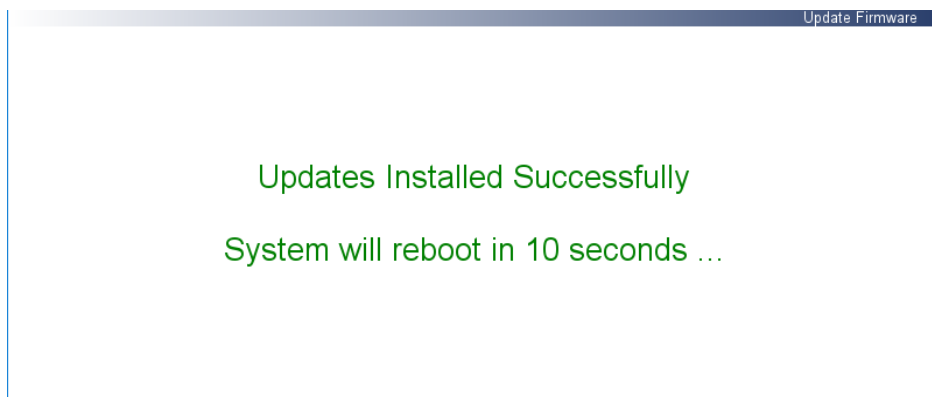 Update Firmware
Updates Installed Successfully
System will reboot in 10 seconds ...